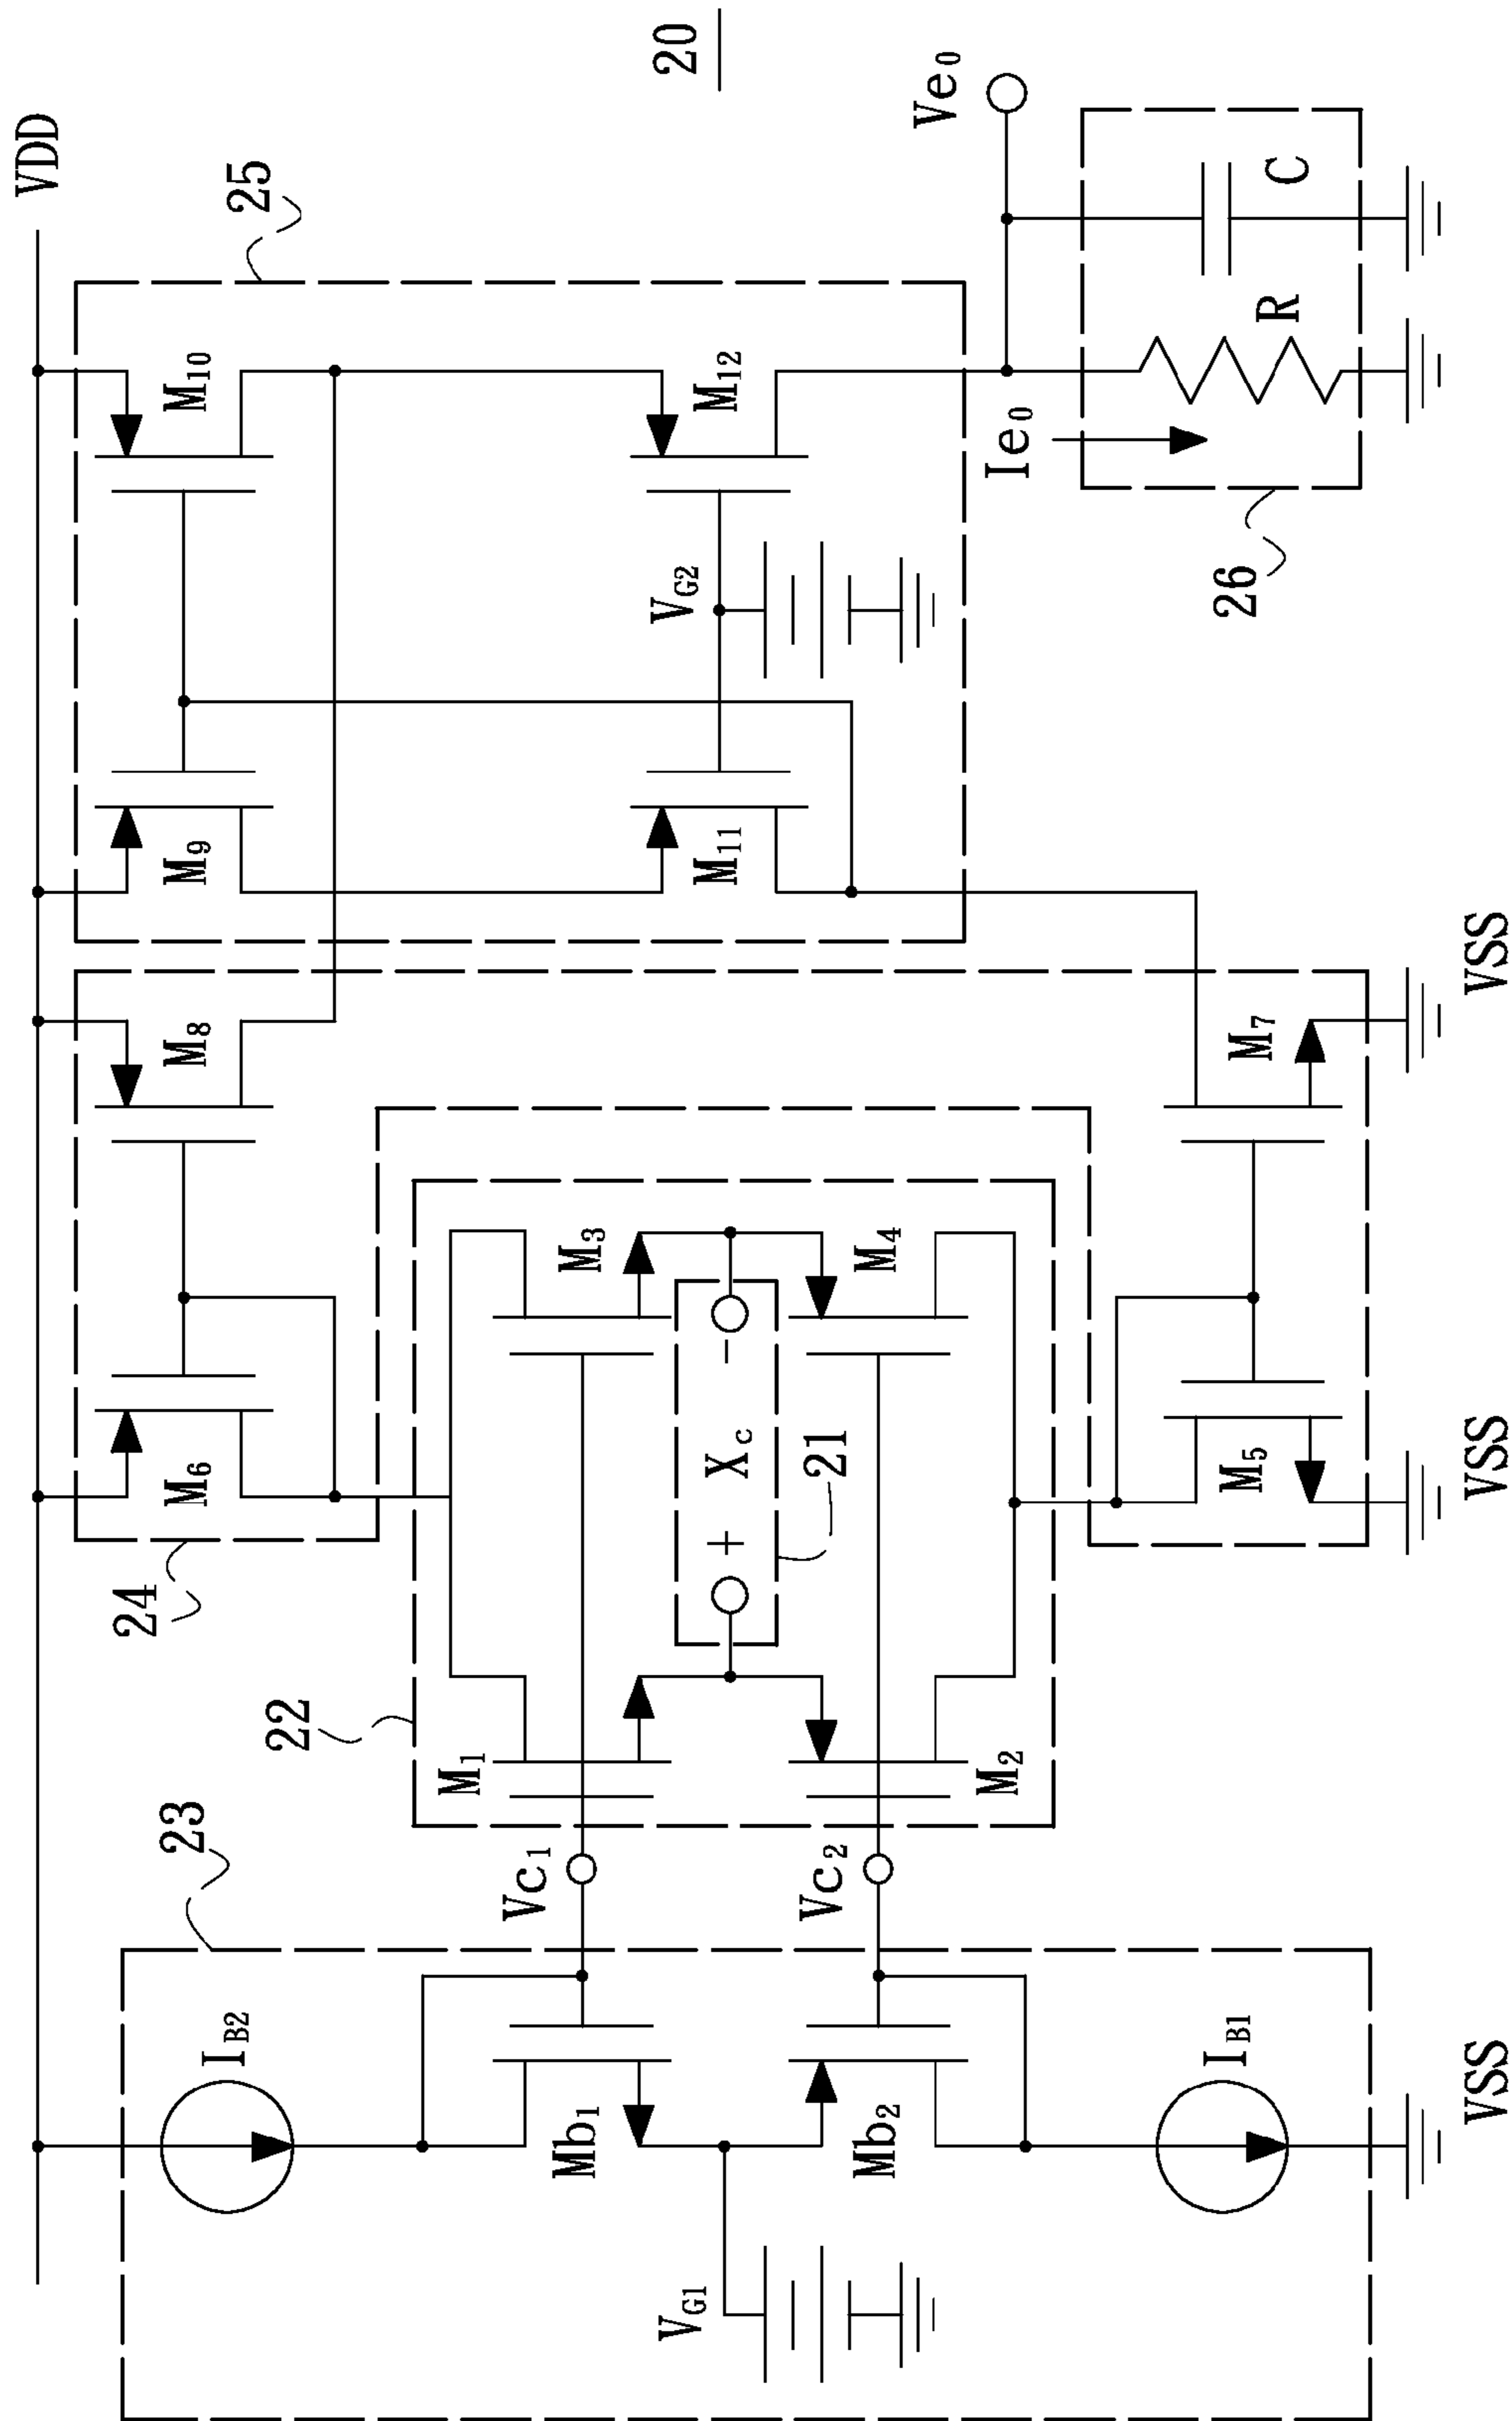 20
VDD
25
M10
M12
Ve0
C
R
Ie0
26
VG2
M9
M11
M8
M7
VSS
24
M6
M3
M4
-
Xc
+
21
M5
VSS
22
M1
M2
23
Vc1
Vc2
IB2
Mb1
Mb2
IB1
VSS
VG1